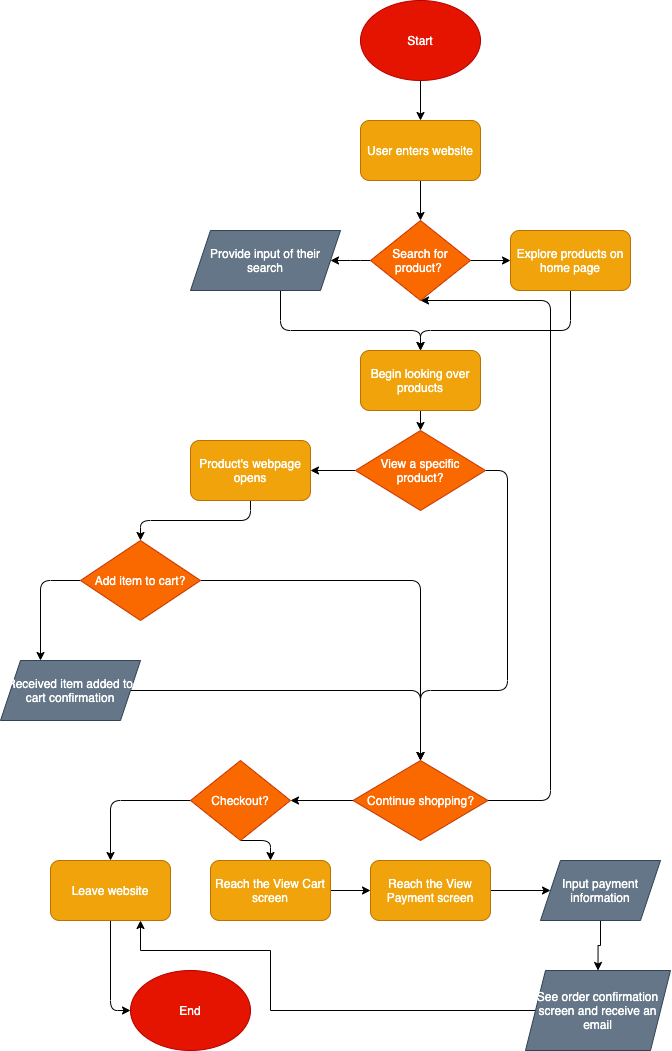 Start
User enters website
Provide input of their
search
Search for
product?
Explore products on
home page
Begin looking over
products
Product's webpage
opens
View a specific
product?
Add item to cart?
Received item added to
cart confirmation
Checkout?
Continue shopping?
Leave website
Reach the View Cart
screen
Reach the View
Payment screen
Input payment
information
End
See order confirmation
screen and receive an
email